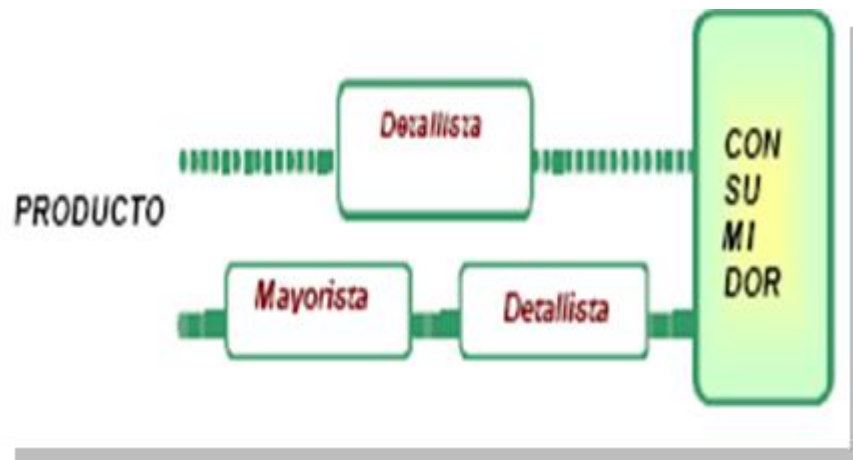 Detallista
PRODUCTO
Mayorista
Detallista
CON
SU
MI
DOR